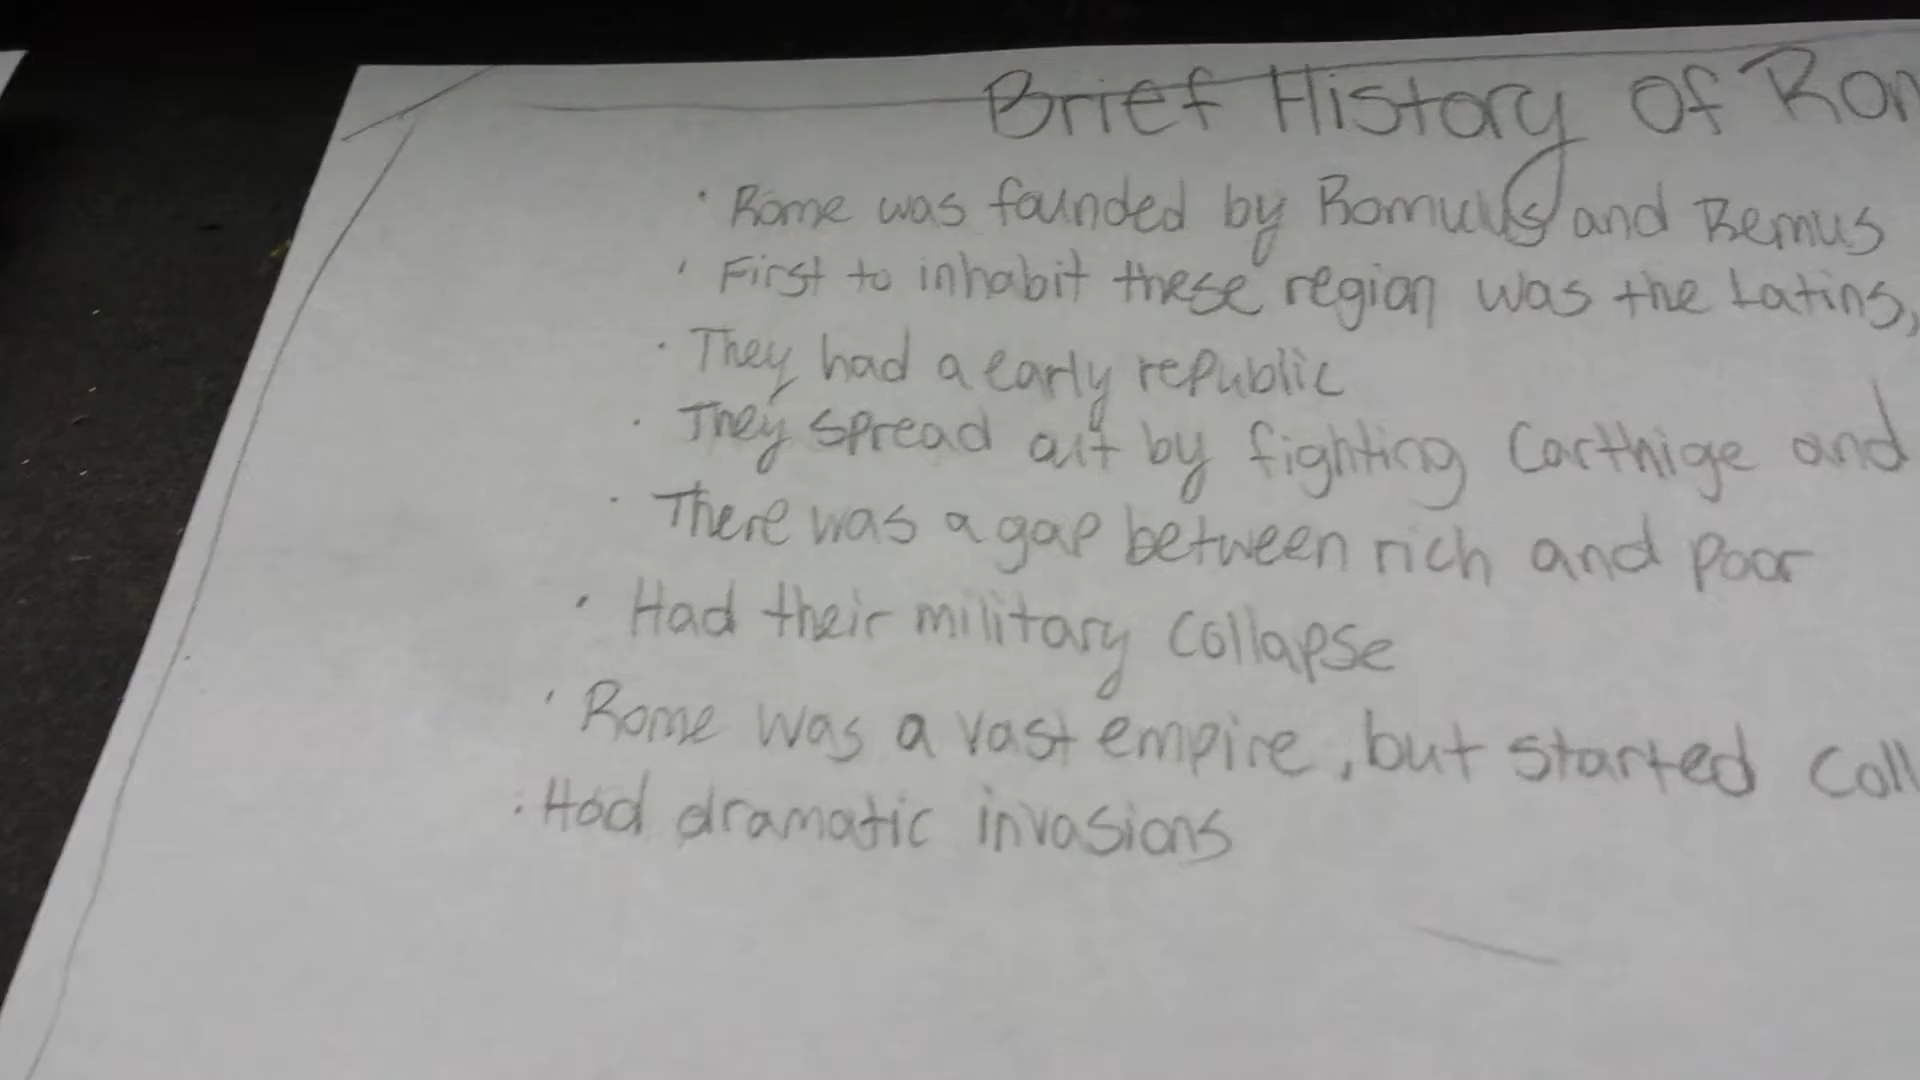 Brief History Of Rom
· Rome was founded by Romulus and Remus
· First to inhabit these region was the Latins,
· They had a early republic
· They spread out by fighting Carthige and
· There was a gap between rich and poor
· Had their military collapse
· Rome was a vast empire, but started coll
· Had dramatic invasions